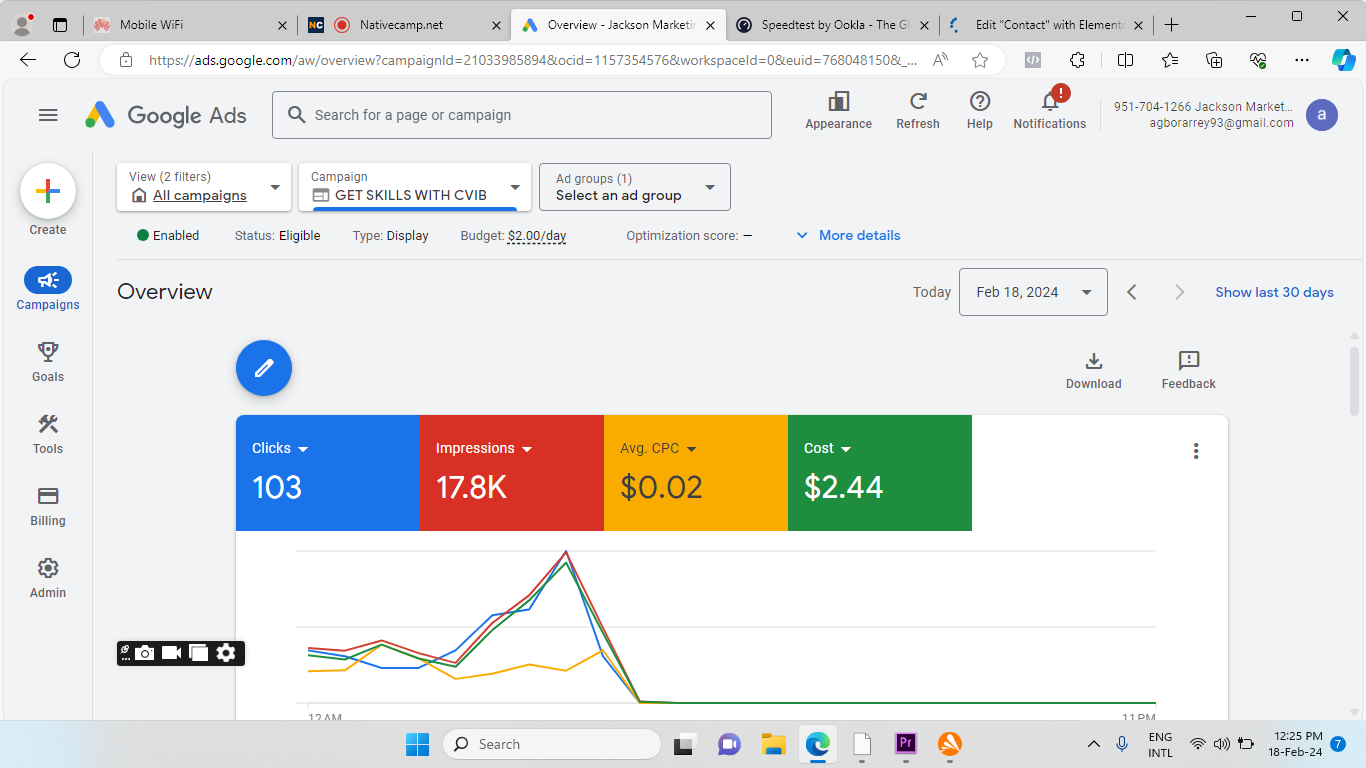 Mobile WiFi
NC
Nativecamp.net
Overview - Jackson Marketin
Speedtest by Ookla - The Gl
Edit "Contact" with Elemento
https://ads.google.com/aw/overview?campaignId=21033985894&ocid=1157354576&workspaceId=0&euid=768048150&_...
Google Ads
Search for a page or campaign
Appearance
Refresh
Help
!
Notifications
951-704-1266 Jackson Market...
agborarrey93@gmail.com
a
Create
Campaigns
Goals
Tools
Billing
Admin
View (2 filters)
All campaigns
Campaign
GET SKILLS WITH CVIB
Ad groups (1)
Select an ad group
Enabled
Status: Eligible
Type: Display
Budget: $2.00/day
Optimization score: –
More details
Overview
Today
Feb 18, 2024
Show last 30 days
Download
Feedback
Clicks
103
Impressions
17.8K
Avg. CPC
$0.02
Cost
$2.44
12 AM
11 PM
Search
Pr
ENG
INTL
12:25 PM
18-Feb-24
7